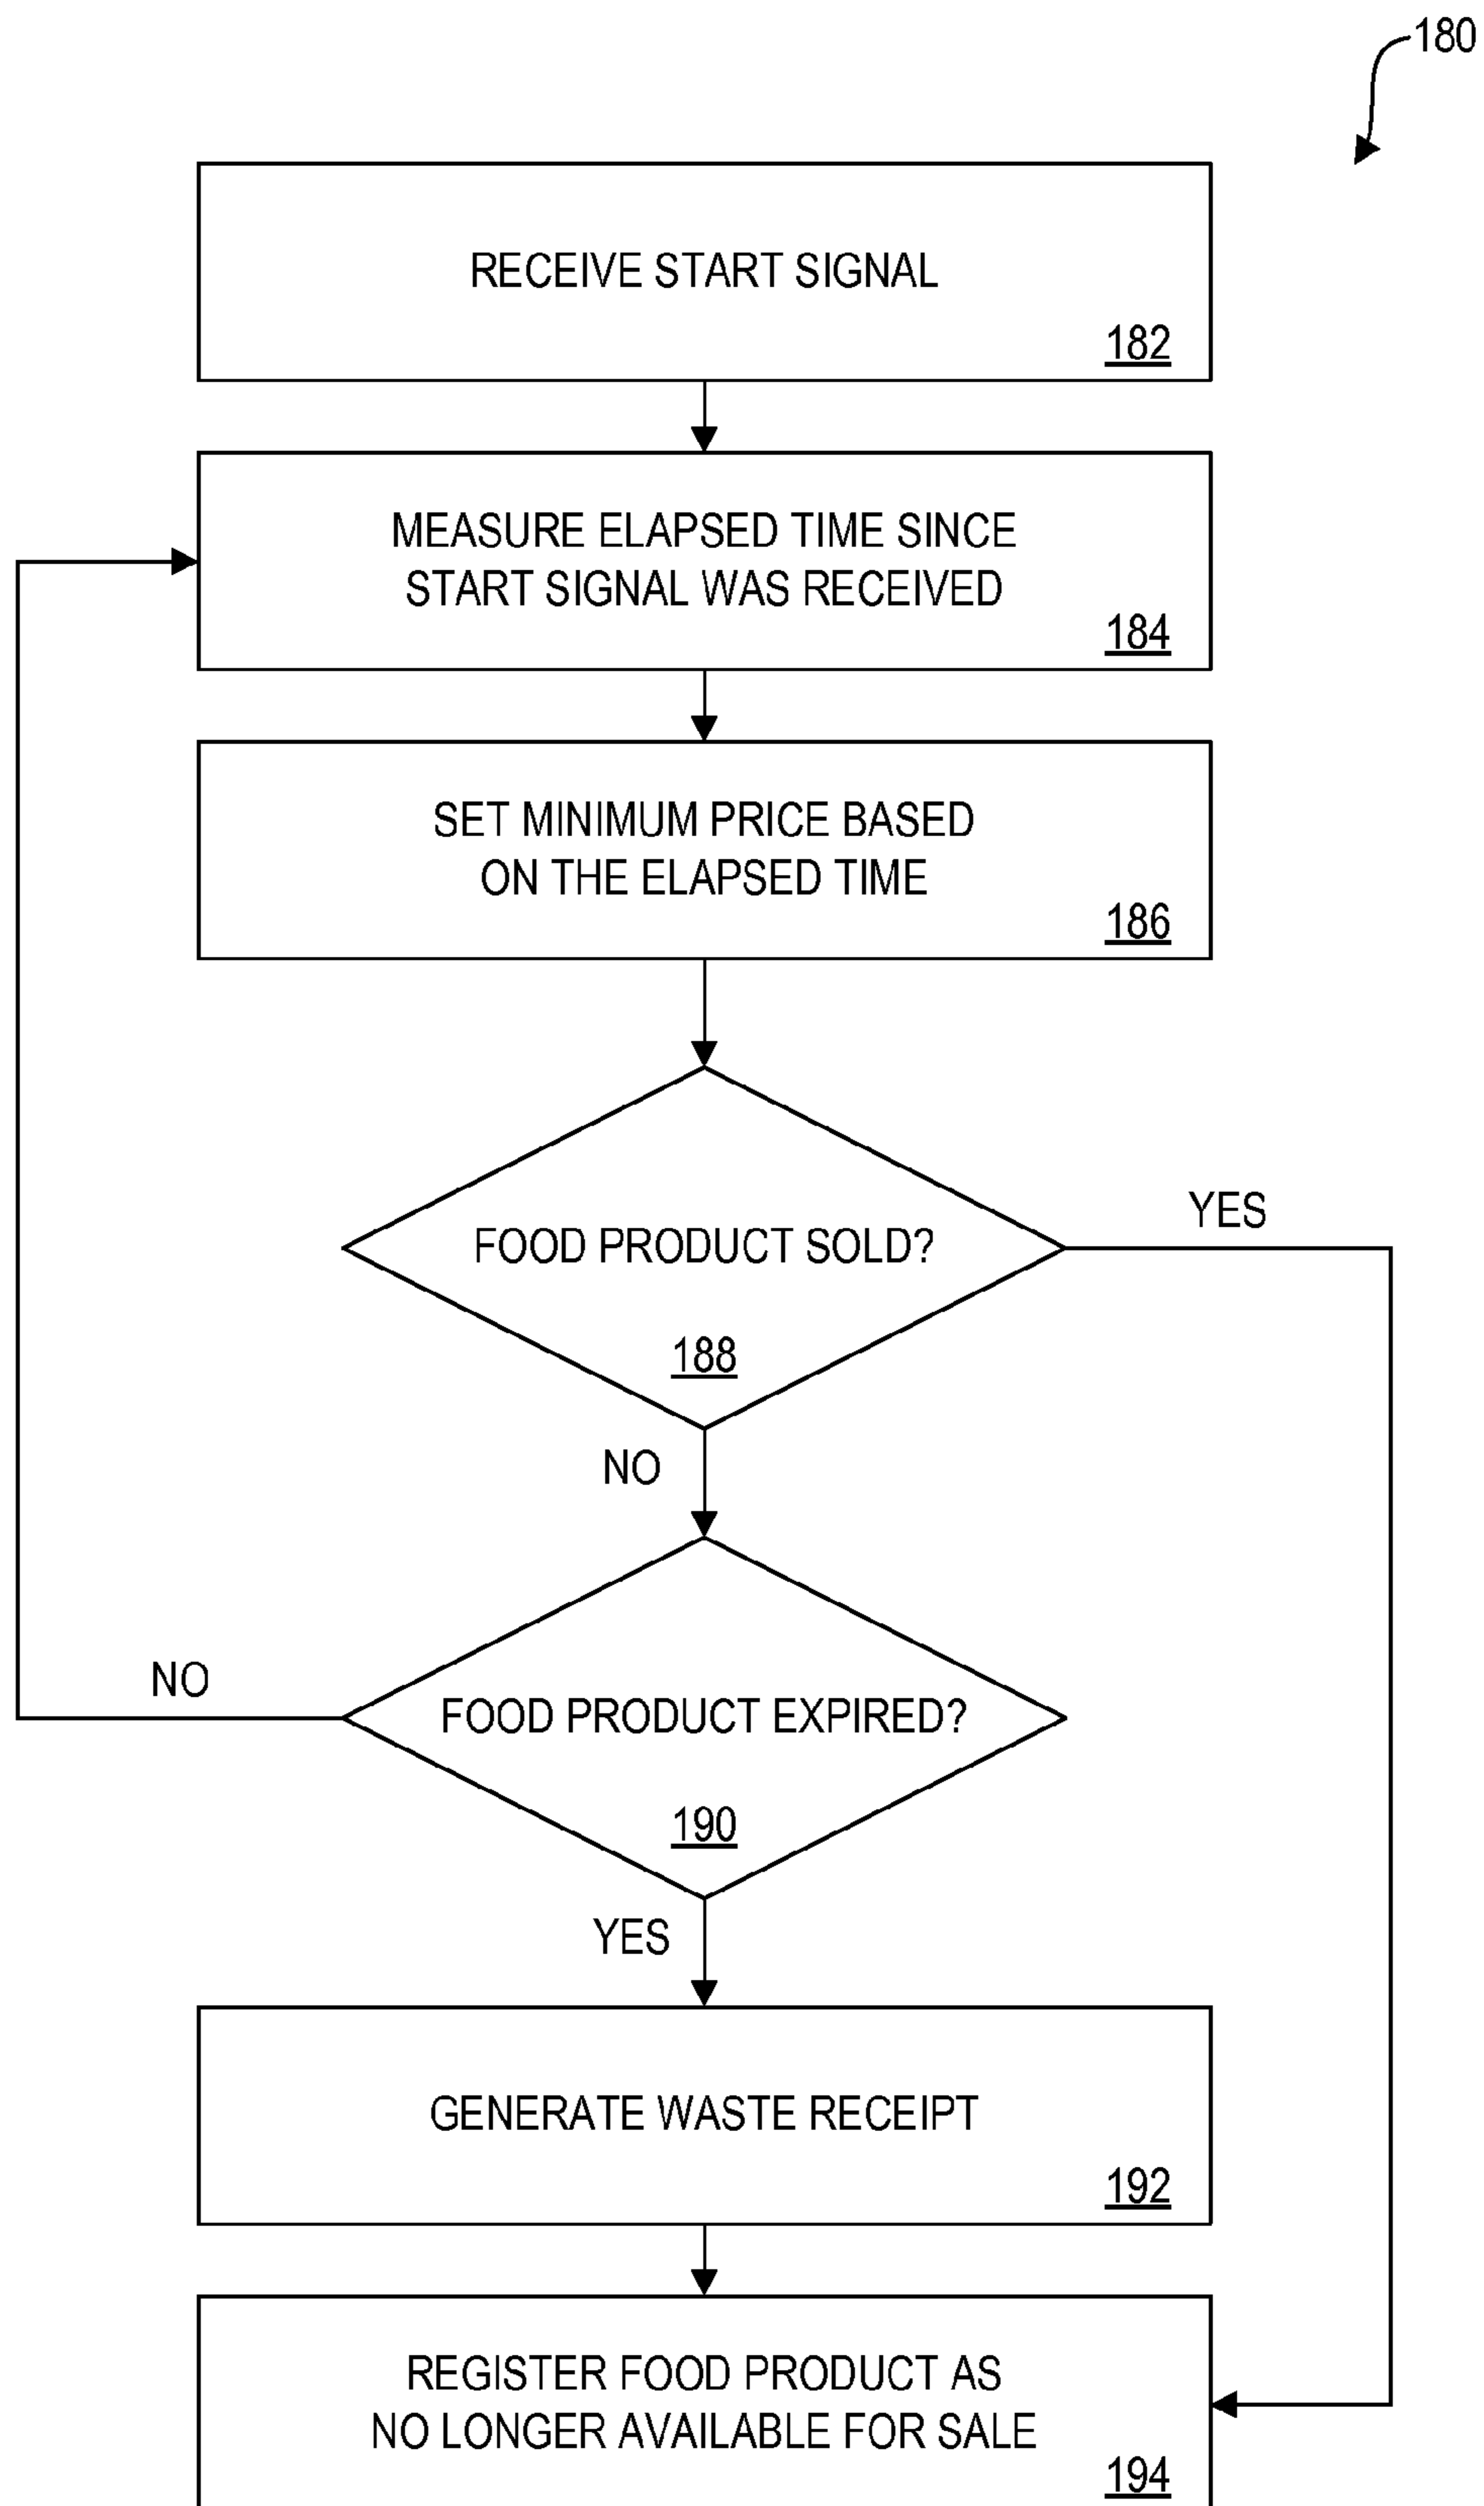 180
RECEIVE START SIGNAL
182
MEASURE ELAPSED TIME SINCE
START SIGNAL WAS RECEIVED
184
SET MINIMUM PRICE BASED
ON THE ELAPSED TIME
186
YES
FOOD PRODUCT SOLD?
188
NO
NO
FOOD PRODUCT EXPIRED?
190
YES
GENERATE WASTE RECEIPT
192
REGISTER FOOD PRODUCT AS
NO LONGER AVAILABLE FOR SALE
194